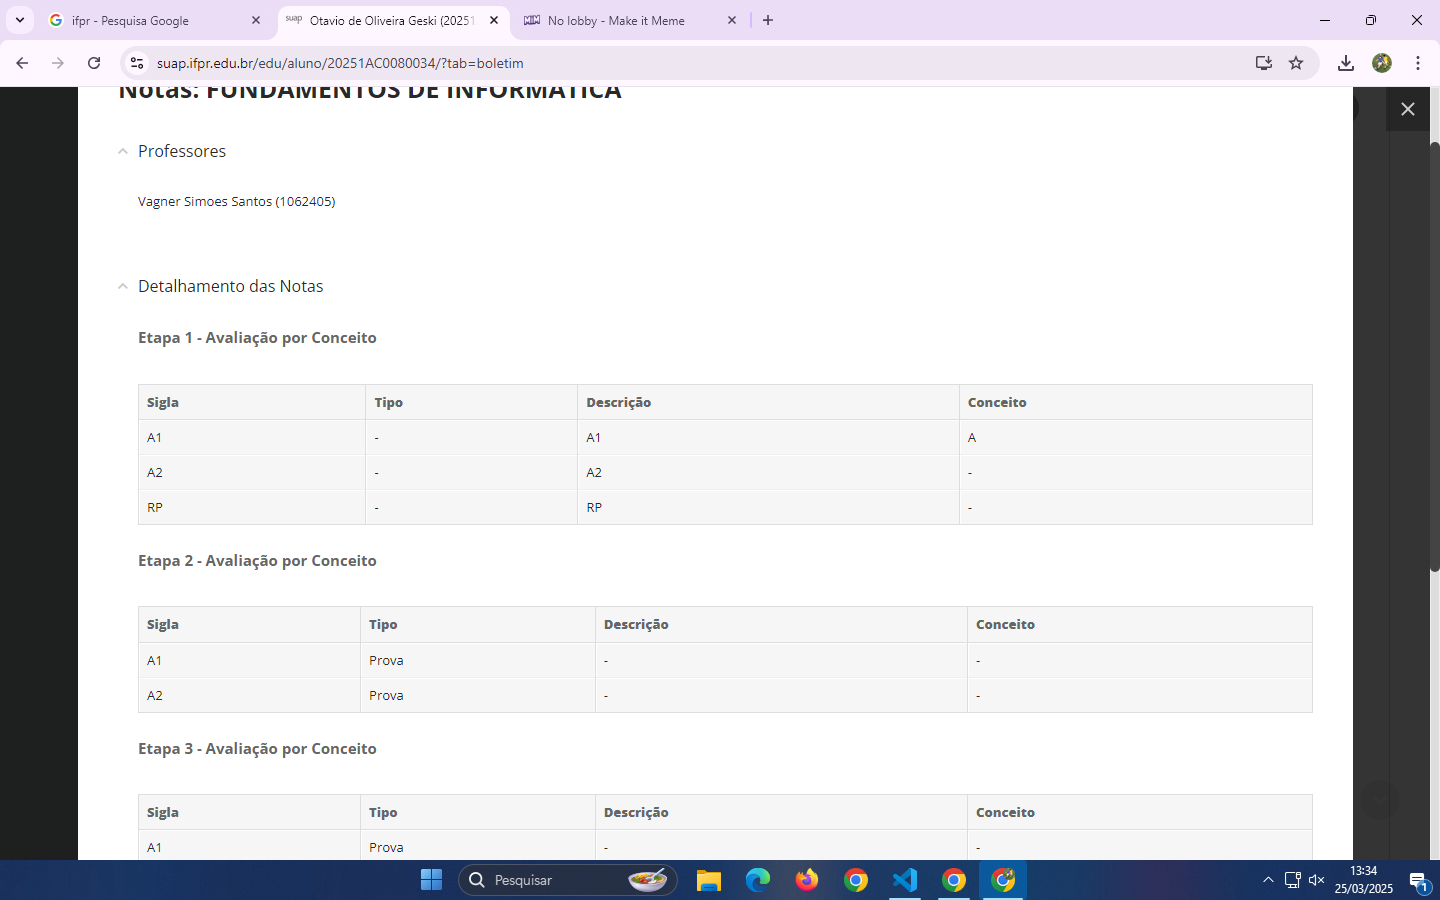 ifpr - Pesquisa Google
suap
Otavio de Oliveira Geski (20251
No lobby - Make it Meme
suap.ifpr.edu.br/edu/aluno/20251AC0080034/?tab=boletim
Notas: FUNDAMENTOS DE INFORMÁTICA
Professores
Vagner Simoes Santos (1062405)
Detalhamento das Notas
Etapa 1 - Avaliação por Conceito
Sigla Tipo Descrição Conceito
A1 - A1 A
A2 - A2 -
RP - RP -
Etapa 2 - Avaliação por Conceito
Sigla Tipo Descrição Conceito
A1 Prova - -
A2 Prova - -
Etapa 3 - Avaliação por Conceito
Sigla Tipo Descrição Conceito
A1 Prova - -
Pesquisar
13:34
25/03/2025
1